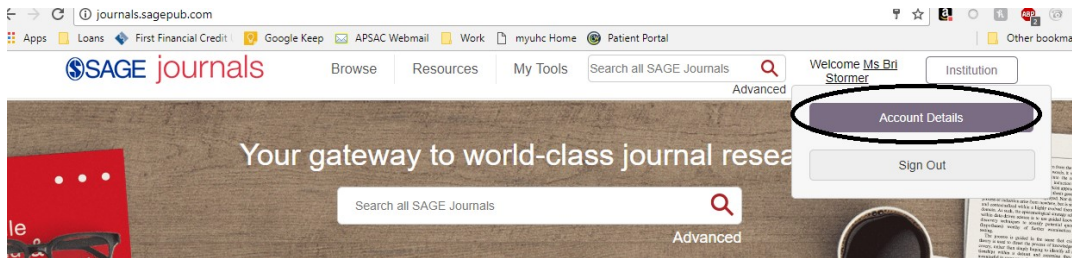 journals.sagepub.com
Apps Loans First Financial Credit U Google Keep APSAC Webmail Work myuhc Home Patient Portal Other bookma
SAGE journals Browse Resources My Tools Search all SAGE Journals Welcome Ms Bri Stormer Institution
Advanced
Account Details
Your gateway to world-class journal resea
Sign Out
Search all SAGE Journals
Advanced